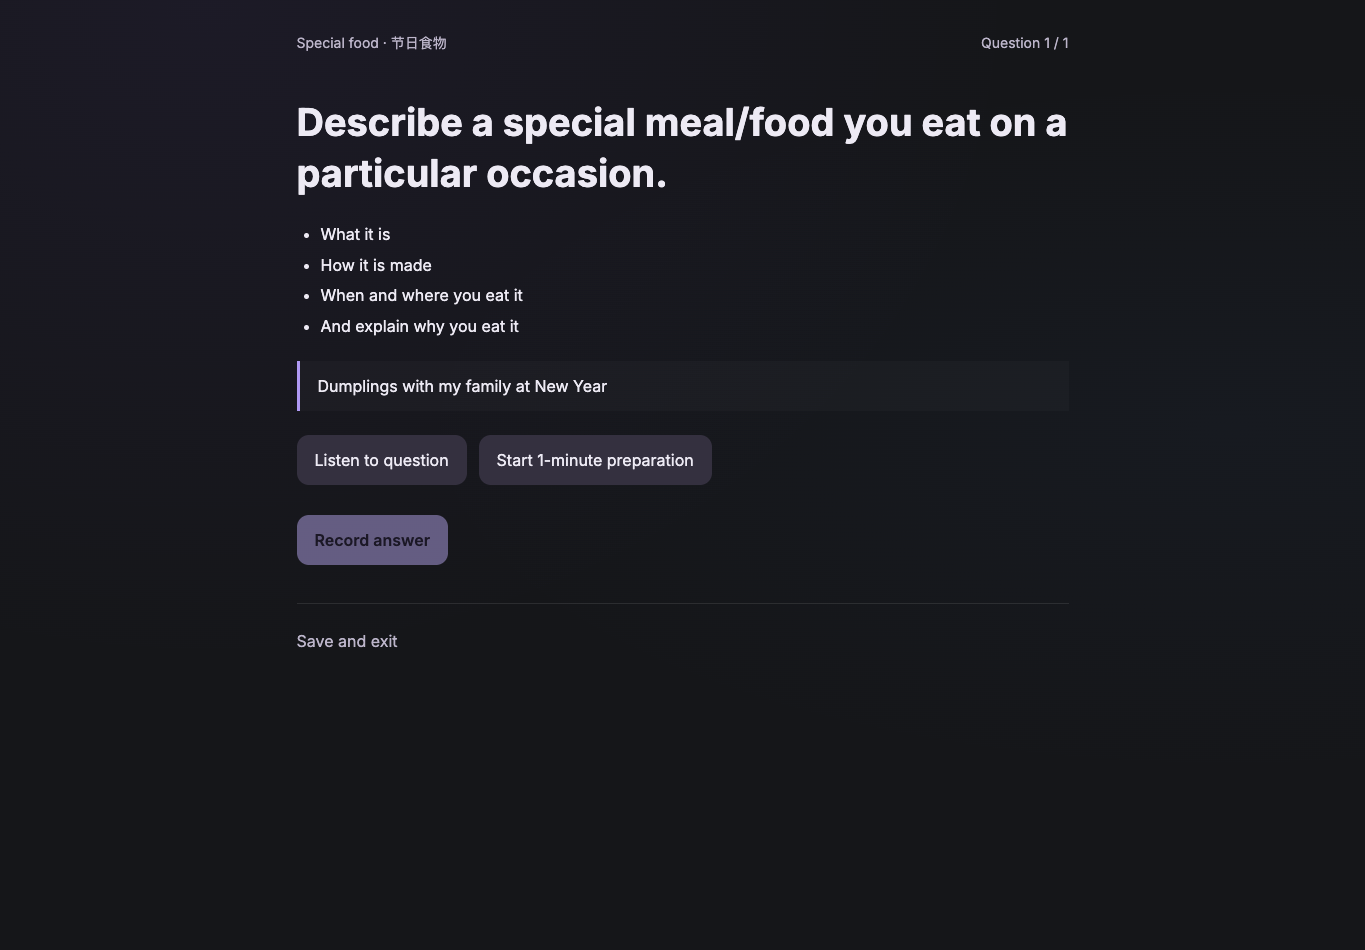 Special food · 节日食物
Question 1 / 1
Describe a special meal/food you eat on a
particular occasion.
• What it is
• How it is made
• When and where you eat it
• And explain why you eat it
Dumplings with my family at New Year
Listen to question
Start 1-minute preparation
Record answer
Save and exit